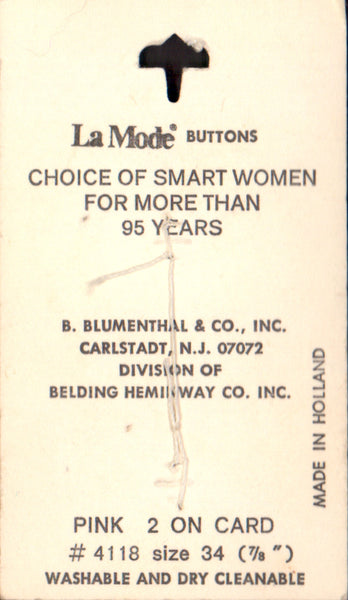 La Mode® BUTTONS
CHOICE OF SMART WOMEN
FOR MORE THAN
95 YEARS
B. BLUMENTHAL & CO., INC.
CARLSTADT, N.J. 07072
DIVISION OF
BELDING HEMINWAY CO. INC.
MADE IN HOLLAND
PINK 2 ON CARD
# 4118 size 34 (7/8 ")
WASHABLE AND DRY CLEANABLE